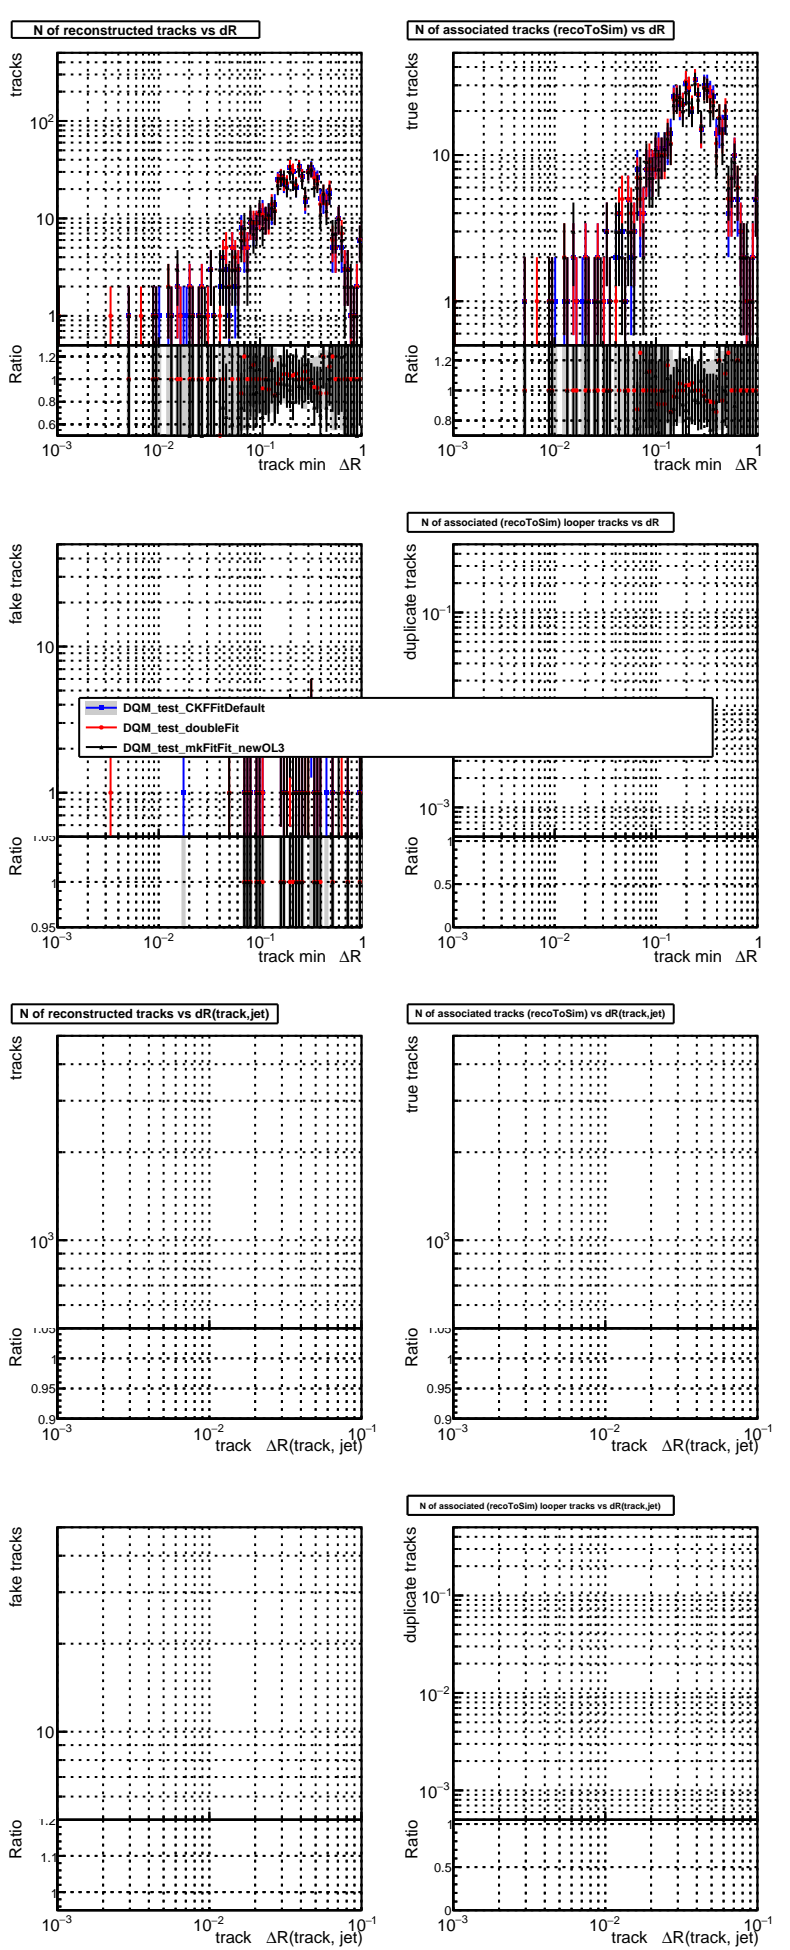 N of reconstructed tracks vs dR
tracks
10²
10
1
Ratio
1.2
1
0.8
0.6
10⁻³
10⁻²
10⁻¹
1
track min ΔR
N of associated tracks (recoToSim) vs dR
true tracks
10
1
Ratio
1.2
1
0.8
10⁻³
10⁻²
10⁻¹
1
track min ΔR
fake tracks
10
1
Ratio
1.05
1
0.95
10⁻³
10⁻²
10⁻¹
1
track min ΔR
N of associated (recoToSim) looper tracks vs dR
duplicate tracks
10⁻¹
10⁻³
Ratio
1
0.5
0
10⁻³
10⁻²
10⁻¹
1
track min ΔR
DQM_test_CKFFitDefault
DQM_test_doubleFit
DQM_test_mkFitFit_newOL3
N of reconstructed tracks vs dR(track,jet)
tracks
10³
Ratio
1.05
1
0.95
0.9
10⁻³
10⁻²
10⁻¹
track ΔR(track, jet)
N of associated tracks (recoToSim) vs dR(track,jet)
true tracks
10³
Ratio
1.05
1
0.95
0.9
10⁻³
10⁻²
10⁻¹
track ΔR(track, jet)
fake tracks
10
Ratio
1.2
1.1
1
10⁻³
10⁻²
10⁻¹
track ΔR(track, jet)
N of associated (recoToSim) looper tracks vs dR(track,jet)
duplicate tracks
10⁻¹
10⁻²
10⁻³
Ratio
1
0.5
0
10⁻³
10⁻²
10⁻¹
track ΔR(track, jet)